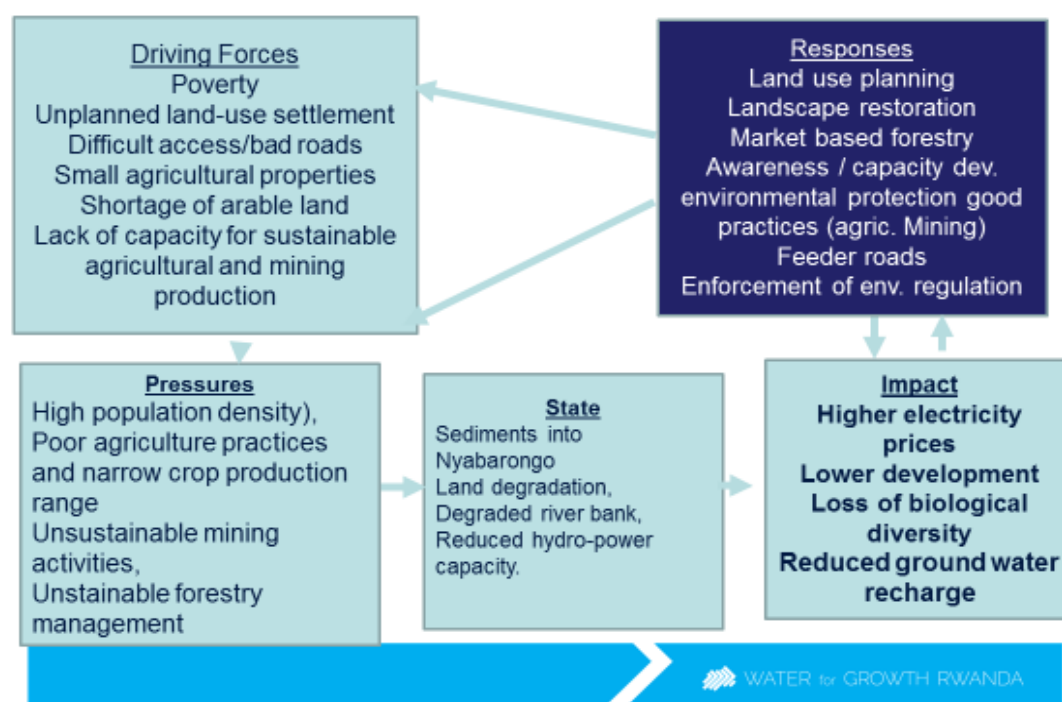 Driving Forces
Poverty
Unplanned land-use settlement
Difficult access/bad roads
Small agricultural properties
Shortage of arable land
Lack of capacity for sustainable
agricultural and mining
production
Responses
Land use planning
Landscape restoration
Market based forestry
Awareness / capacity dev.
environmental protection good
practices (agric. Mining)
Feeder roads
Enforcement of env. regulation
Pressures
High population density),
Poor agriculture practices
and narrow crop production
range
Unsustainable mining
activities,
Unstainable forestry
management
State
Sediments into
Nyabarongo
Land degradation,
Degraded river bank,
Reduced hydro-power
capacity.
Impact
Higher electricity
prices
Lower development
Loss of biological
diversity
Reduced ground water
recharge
WATER for GROWTH RWANDA